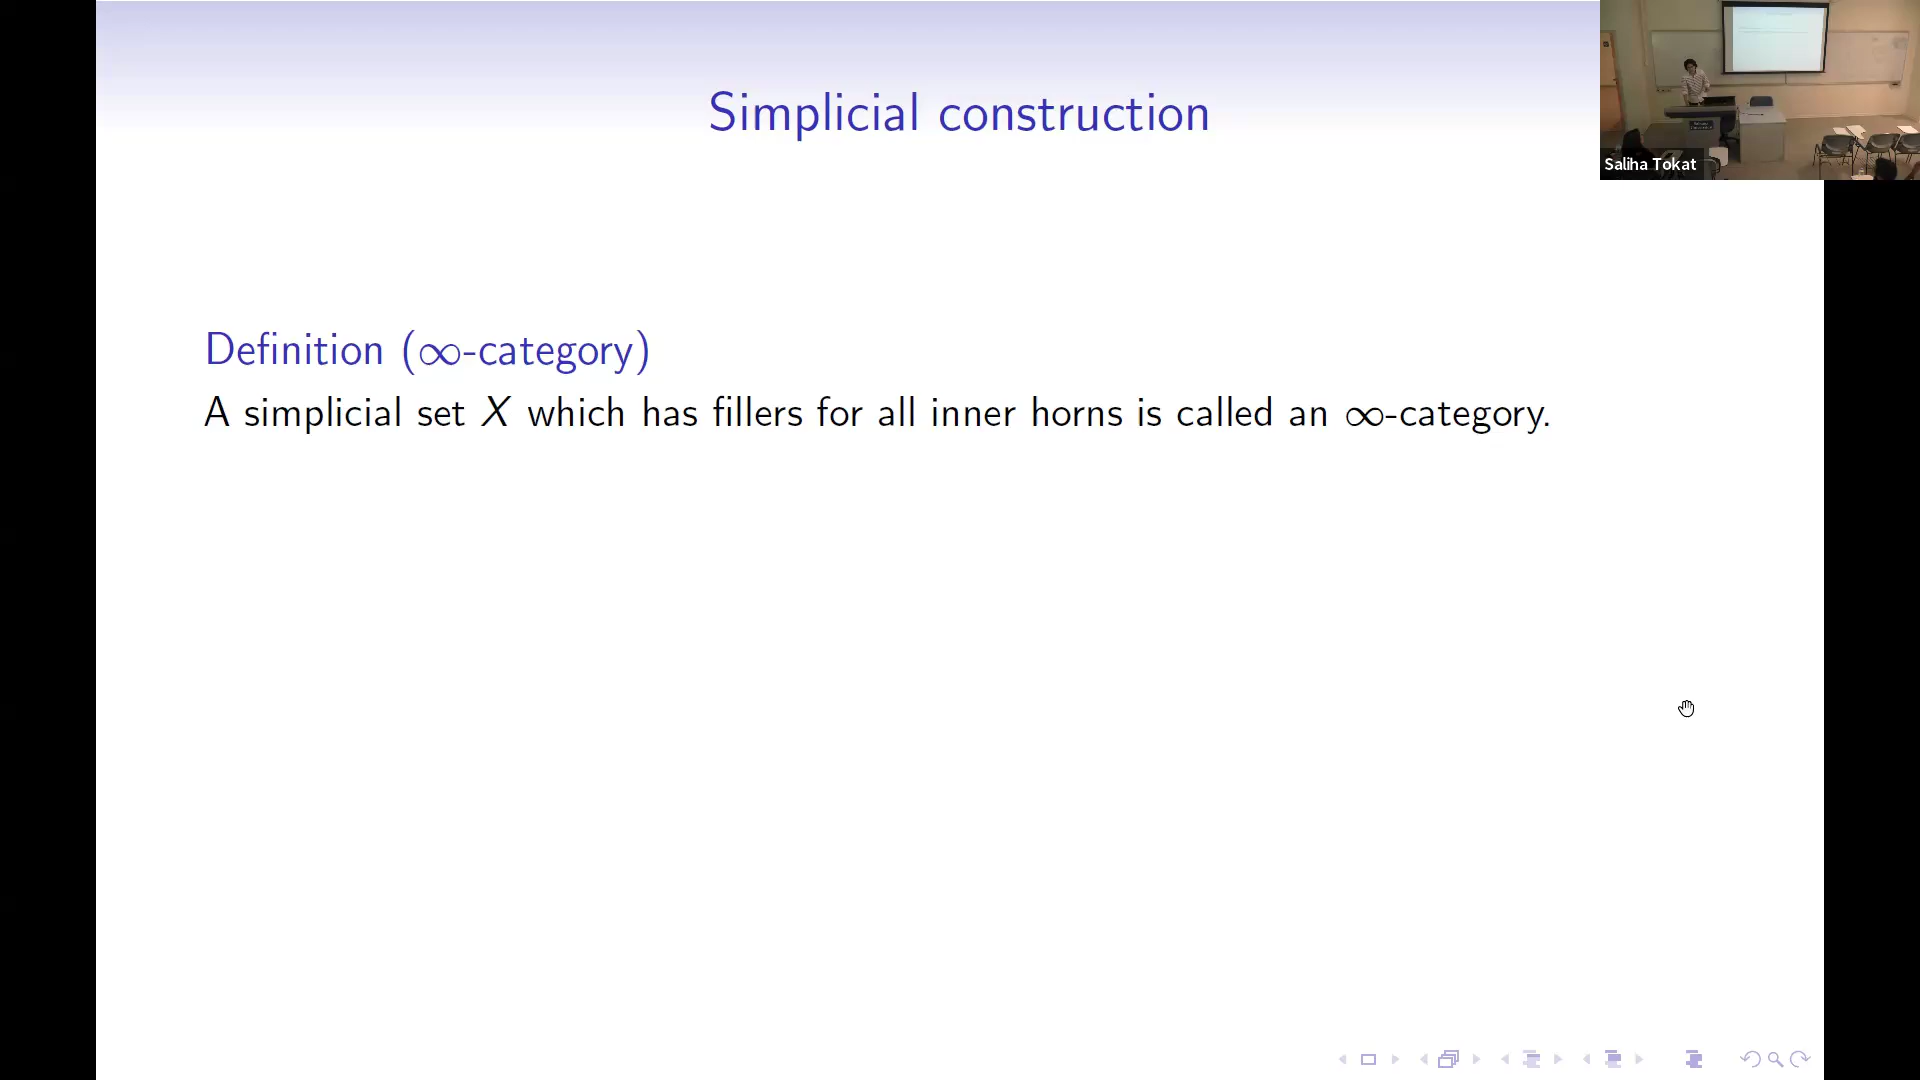 Simplicial construction
Saliha Tokat
Definition (∞-category)
A simplicial set X which has fillers for all inner horns is called an ∞-category.